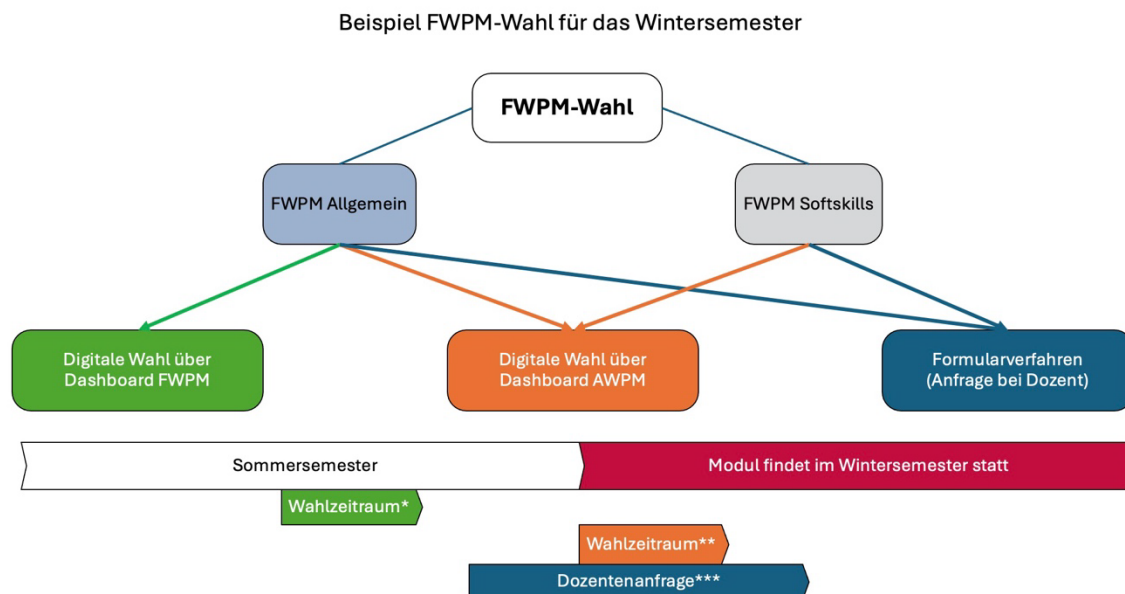 Beispiel FWPM-Wahl für das Wintersemester
FWPM-Wahl
FWPM Allgemein
FWPM Softskills
Digitale Wahl über
Dashboard FWPM
Digitale Wahl über
Dashboard AWPM
Formularverfahren
(Anfrage bei Dozent)
Sommersemester
Modul findet im Wintersemester statt
Wahlzeitraum*
Wahlzeitraum**
Dozentenanfrage***